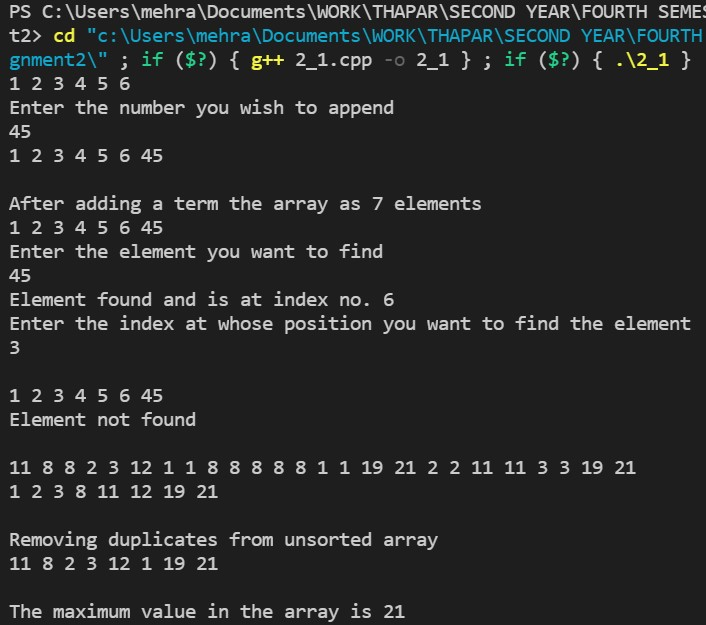 PS C:\Users\mehra\Documents\WORK\THAPAR\SECOND YEAR\FOURTH SEMES
t2> cd "c:\Users\mehra\Documents\WORK\THAPAR\SECOND YEAR\FOURTH
gnment2\" ; if ($?) { g++ 2_1.cpp -o 2_1 } ; if ($?) { .\2_1 }
1 2 3 4 5 6
Enter the number you wish to append
45
1 2 3 4 5 6 45
After adding a term the array as 7 elements
1 2 3 4 5 6 45
Enter the element you want to find
45
Element found and is at index no. 6
Enter the index at whose position you want to find the element
3
1 2 3 4 5 6 45
Element not found
11 8 8 2 3 12 1 1 8 8 8 8 8 1 1 19 21 2 2 11 11 3 3 19 21
1 2 3 8 11 12 19 21
Removing duplicates from unsorted array
11 8 2 3 12 1 19 21
The maximum value in the array is 21